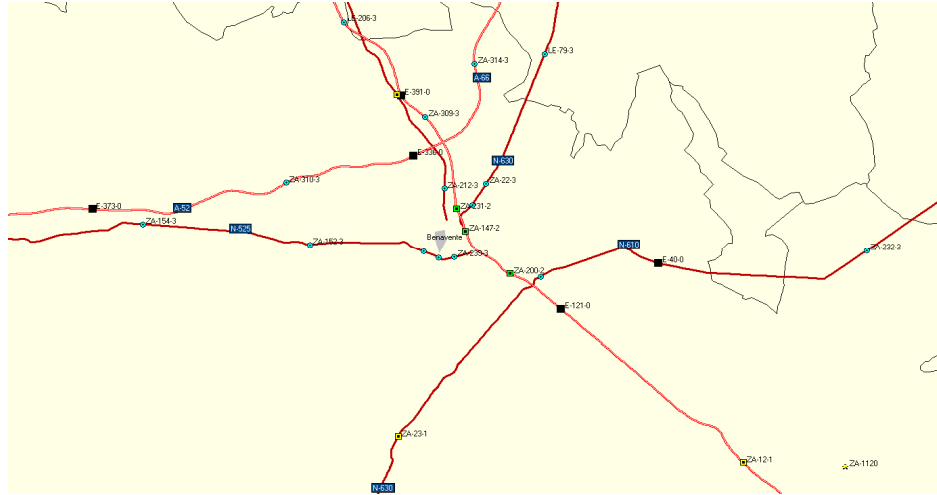 LE-206-3
LE-79-3
ZA-314-3
A-66
E-391-0
ZA-309-3
E-336-0
N-630
ZA-310-3
ZA-212-3
ZA-22-3
E-373-0
A-52
ZA-231-2
ZA-154-3
N-525
ZA-147-2
Benavente
ZA-152-3
ZA-233-3
N-610
ZA-232-3
E-40-0
ZA-200-2
E-121-0
ZA-23-1
ZA-12-1
ZA-1120
N-630